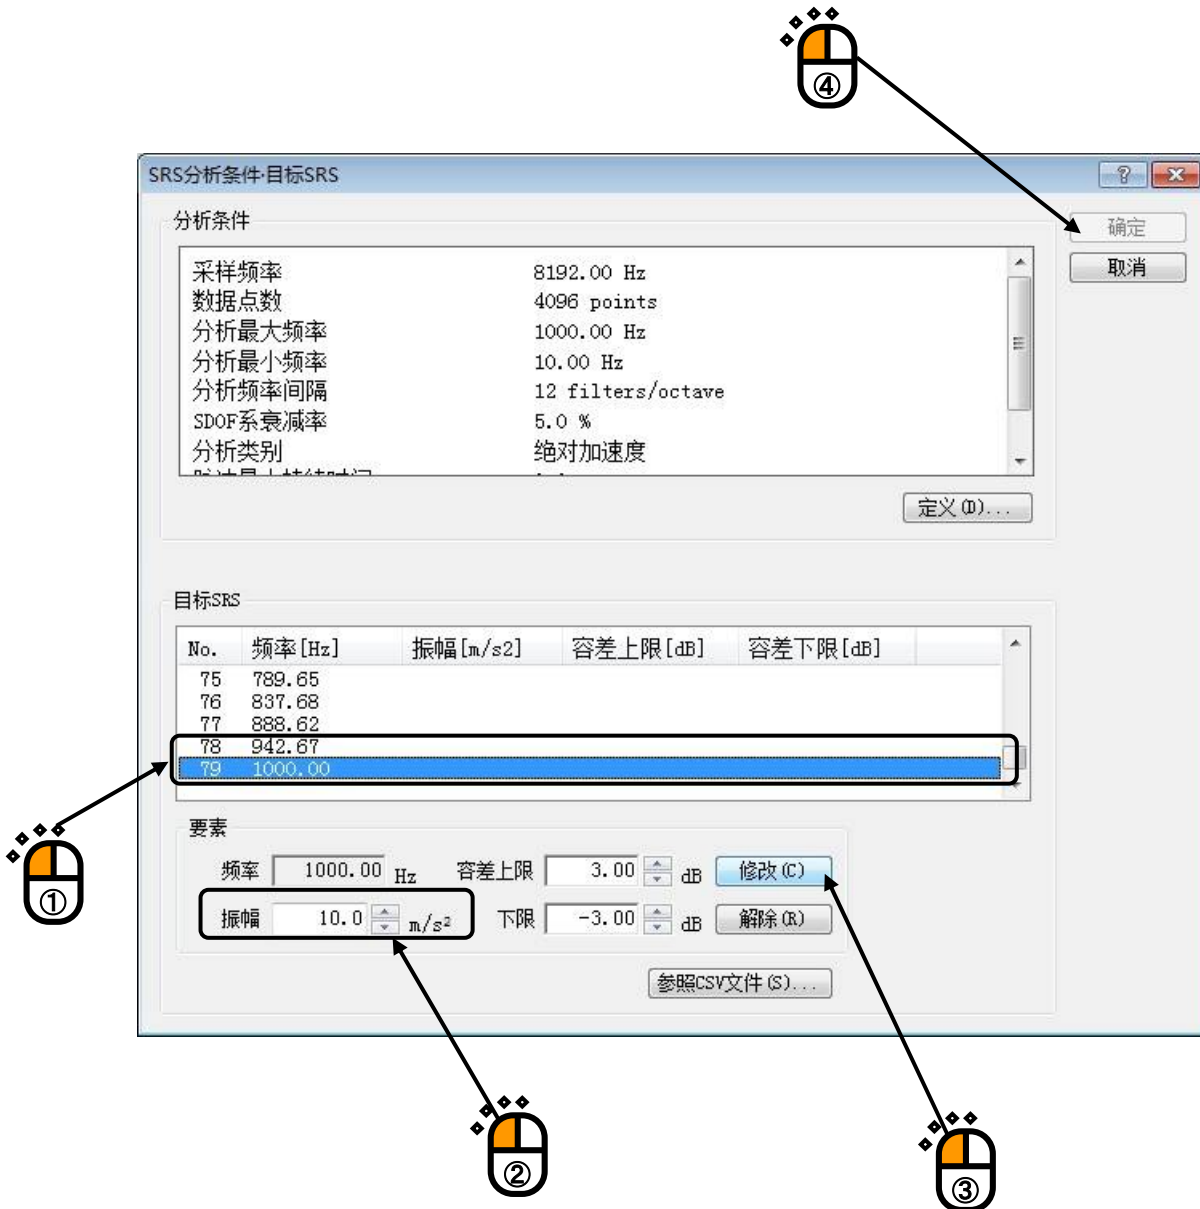 ④
SRS分析条件·目标SRS
分析条件
确定
取消
采样频率 8192.00 Hz
数据点数 4096 points
分析最大频率 1000.00 Hz
分析最小频率 10.00 Hz
分析频率间隔 12 filters/octave
SDOF系衰减率 5.0 %
分析类别 绝对加速度
定义(D)...
目标SRS
No. 频率[Hz] 振幅[m/s2] 容差上限[dB] 容差下限[dB]
75 789.65
76 837.68
77 888.62
78 942.67
79 1000.00
①
要素
频率 1000.00 Hz 容差上限 3.00 dB 修改(C)
振幅 10.0 m/s² 下限 -3.00 dB 解除(R)
参照CSV文件(S)...
②
③